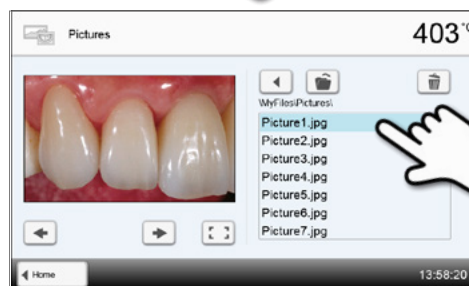 Pictures
403°C
\MyFiles\Pictures\
Picture1.jpg
Picture2.jpg
Picture3.jpg
Picture4.jpg
Picture5.jpg
Picture6.jpg
Picture7.jpg
Home
13:58:20